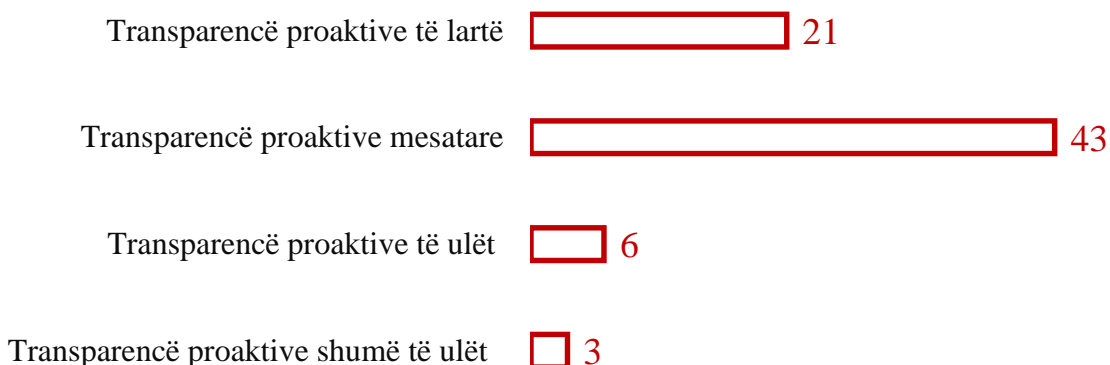 Transparencë proaktive të lartë 21
Transparencë proaktive mesatare 43
Transparencë proaktive të ulët 6
Transparencë proaktive shumë të ulët 3